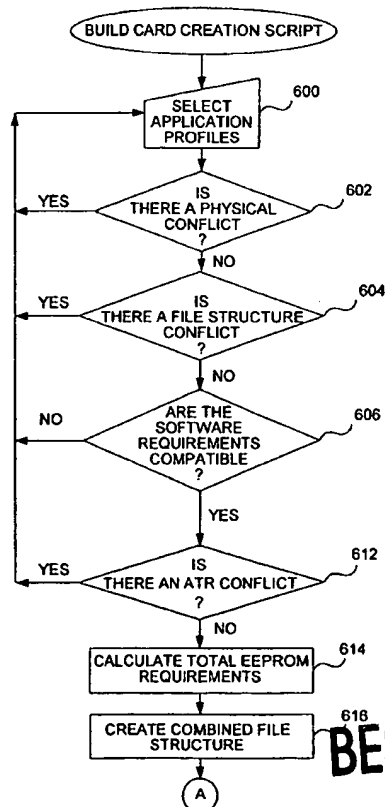 BUILD CARD CREATION SCRIPT
600
SELECT
APPLICATION
PROFILES
602
IS
THERE A PHYSICAL
CONFLICT
?
YES
NO
604
IS
THERE A FILE STRUCTURE
CONFLICT
?
YES
NO
606
ARE THE
SOFTWARE
REQUIREMENTS
COMPATIBLE
?
NO
YES
612
IS
THERE AN ATR CONFLICT
?
YES
NO
614
CALCULATE TOTAL EEPROM
REQUIREMENTS
CREATE COMBINED FILE
STRUCTURE
A